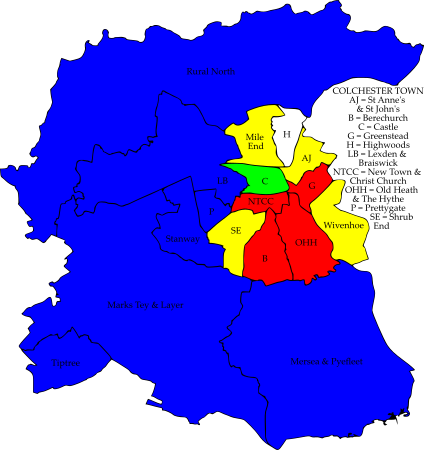 Rural North
COLCHESTER TOWN
AJ = St Anne's
& St John's
B = Berechurch
C = Castle
G = Greenstead
H = Highwoods
LB = Lexden &
Braiswick
NTCC = New Town &
Christ Church
OHH = Old Heath
& The Hythe
P = Prettygate
SE = Shrub
End
Mile
End
H
AJ
LB
C
G
NTCC
P
Wivenhoe
Stanway
SE
OHH
B
Marks Tey & Layer
Tiptree
Mersea & Pyefleet